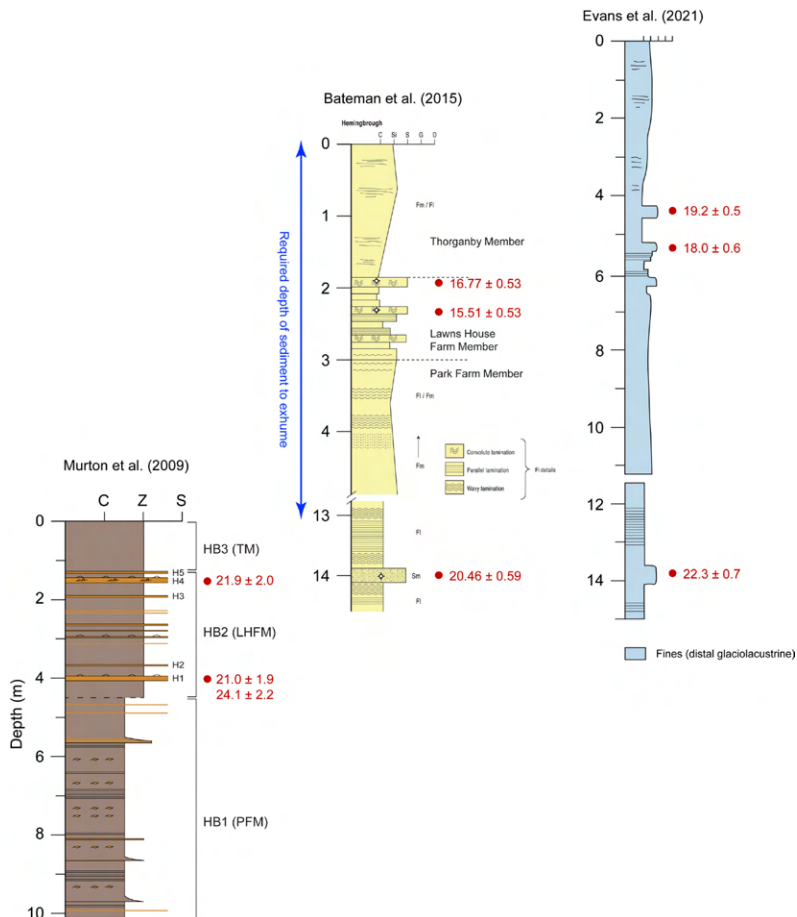 Evans et al. (2021)
0
2
4
6
8
10
12
14
19.2 ± 0.5
18.0 ± 0.6
22.3 ± 0.7
Fines (distal glaciolacustrine)
Bateman et al. (2015)
Hemingbrough
C Si S G D
0
1
2
3
4
13
14
Required depth of sediment to exhume
Fm / Fl
Thorganby Member
16.77 ± 0.53
15.51 ± 0.53
Lawns House
Farm Member
Park Farm Member
Fl / Fm
Fm
Convolute lamination
Parallel lamination
Wavy lamination
Fl details
Fl
Sm
20.46 ± 0.59
Fl
Murton et al. (2009)
C Z S
0
2
4
6
8
10
Depth (m)
HB3 (TM)
H5
H4
21.9 ± 2.0
H3
HB2 (LHFM)
H2
H1
21.0 ± 1.9
24.1 ± 2.2
HB1 (PFM)